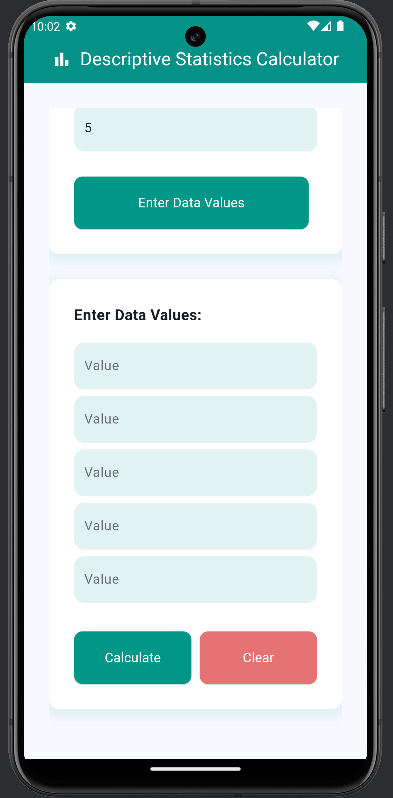 10:02
Descriptive Statistics Calculator
5
Enter Data Values
Enter Data Values:
Value
Value
Value
Value
Value
Calculate Clear